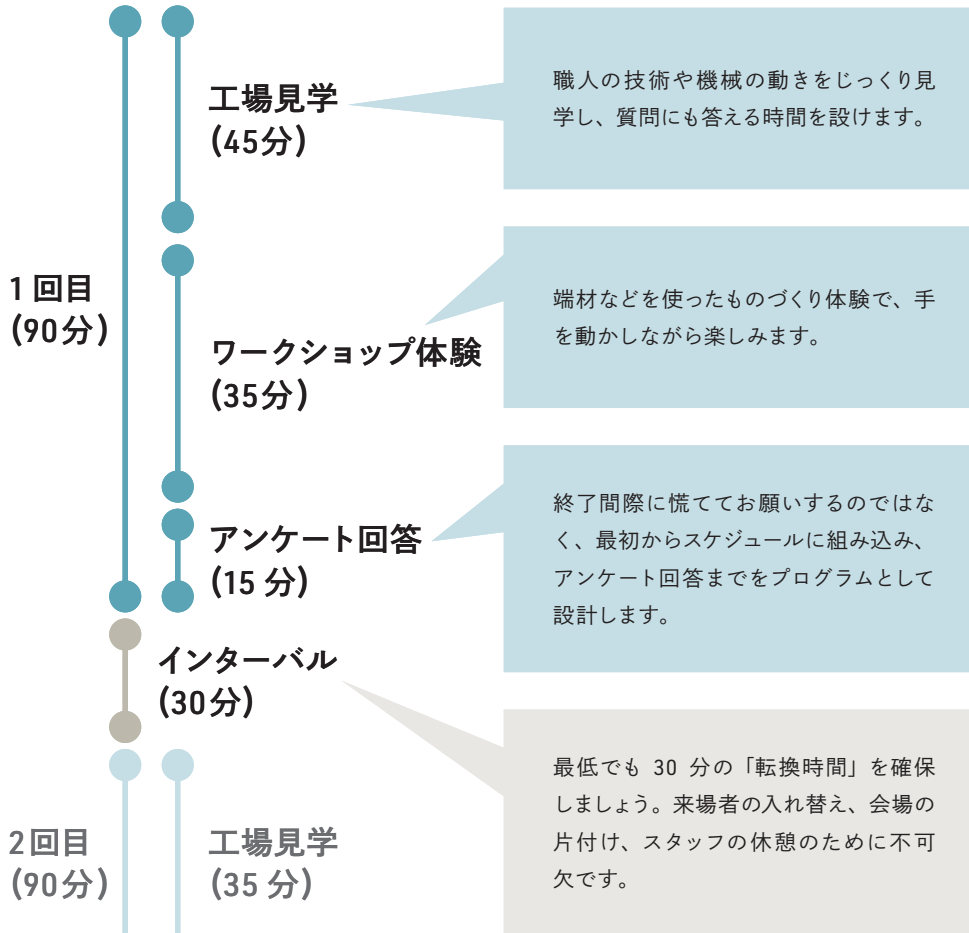 1回目
(90分)
工場見学
(45分)
職人の技術や機械の動きをじっくり見
学し、質問にも答える時間を設けます。
ワークショップ体験
(35分)
端材などを使ったものづくり体験で、手
を動かしながら楽しみます。
アンケート回答
(15分)
終了間際に慌ててお願いするのではな
く、最初からスケジュールに組み込み、
アンケート回答までをプログラムとして
設計します。
インターバル
(30分)
最低でも 30 分の「転換時間」を確保
しましょう。来場者の入れ替え、会場の
片付け、スタッフの休憩のために不可
欠です。
2回目
(90分)
工場見学
(35分)